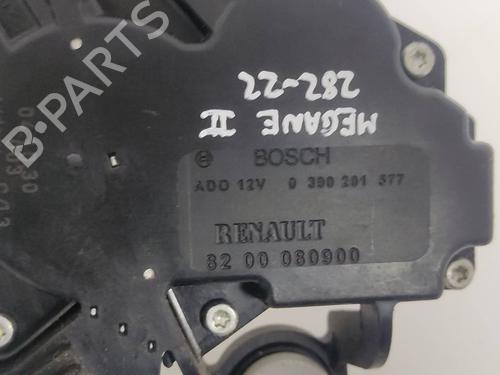 282-22
MEGANE II
BOSCH
ADO 12V 0 390 201 577
RENAULT
82 00 080900
B-PARTS